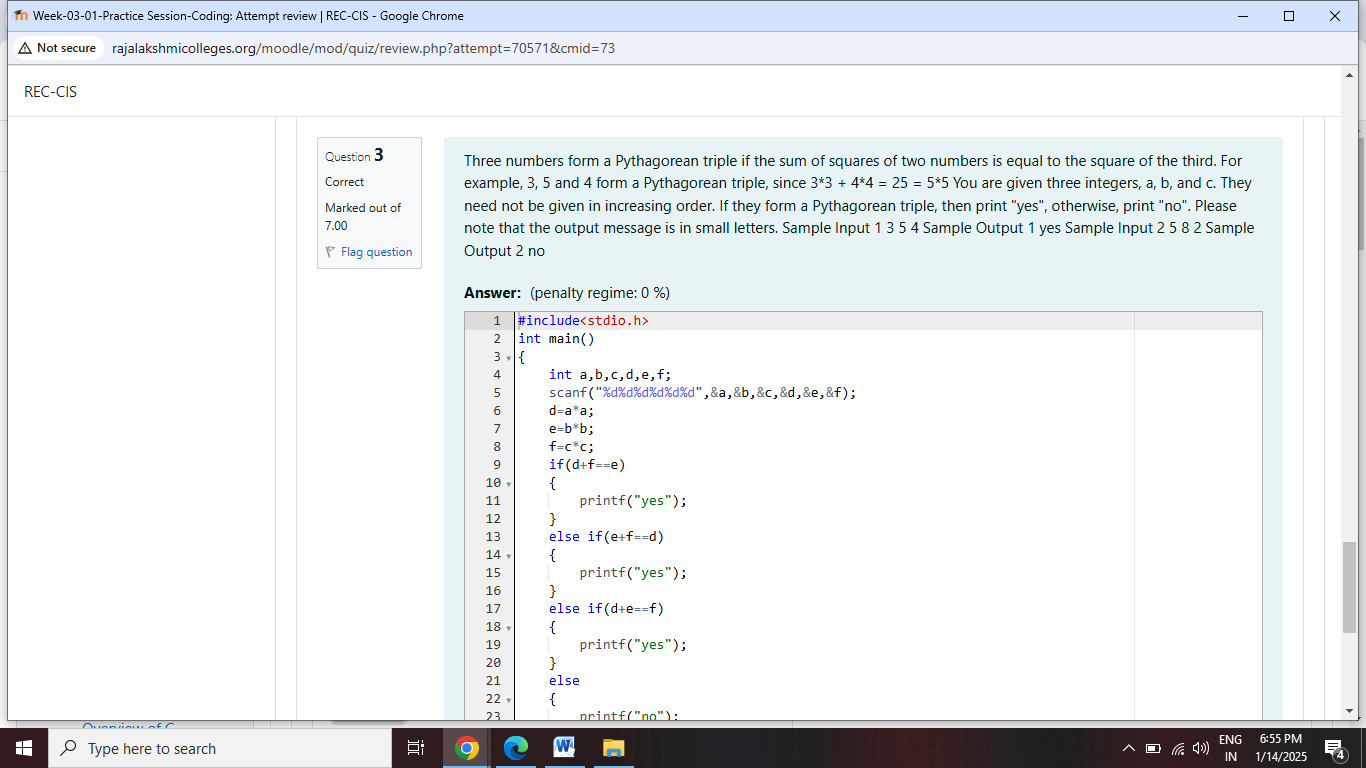 Week-03-01-Practice Session-Coding: Attempt review | REC-CIS - Google Chrome
Not secure rajalakshmicolleges.org/moodle/mod/quiz/review.php?attempt=70571&cmid=73
REC-CIS
Question 3
Correct
Marked out of
7.00
Flag question
Three numbers form a Pythagorean triple if the sum of squares of two numbers is equal to the square of the third. For
example, 3, 5 and 4 form a Pythagorean triple, since 3*3 + 4*4 = 25 = 5*5 You are given three integers, a, b, and c. They
need not be given in increasing order. If they form a Pythagorean triple, then print "yes", otherwise, print "no". Please
note that the output message is in small letters. Sample Input 1 3 5 4 Sample Output 1 yes Sample Input 2 5 8 2 Sample
Output 2 no
Answer: (penalty regime: 0 %)
1 #include<stdio.h>
2 int main()
3 {
4 int a,b,c,d,e,f;
5 scanf("%d%d%d%d%d%d",&a,&b,&c,&d,&e,&f);
6 d=a*a;
7 e=b*b;
8 f=c*c;
9 if(d+f==e)
10 {
11 printf("yes");
12 }
13 else if(e+f==d)
14 {
15 printf("yes");
16 }
17 else if(d+e==f)
18 {
19 printf("yes");
20 }
21 else
22 {
23 printf("no");
Overview of C
Type here to search
ENG
IN
6:55 PM
1/14/2025
4